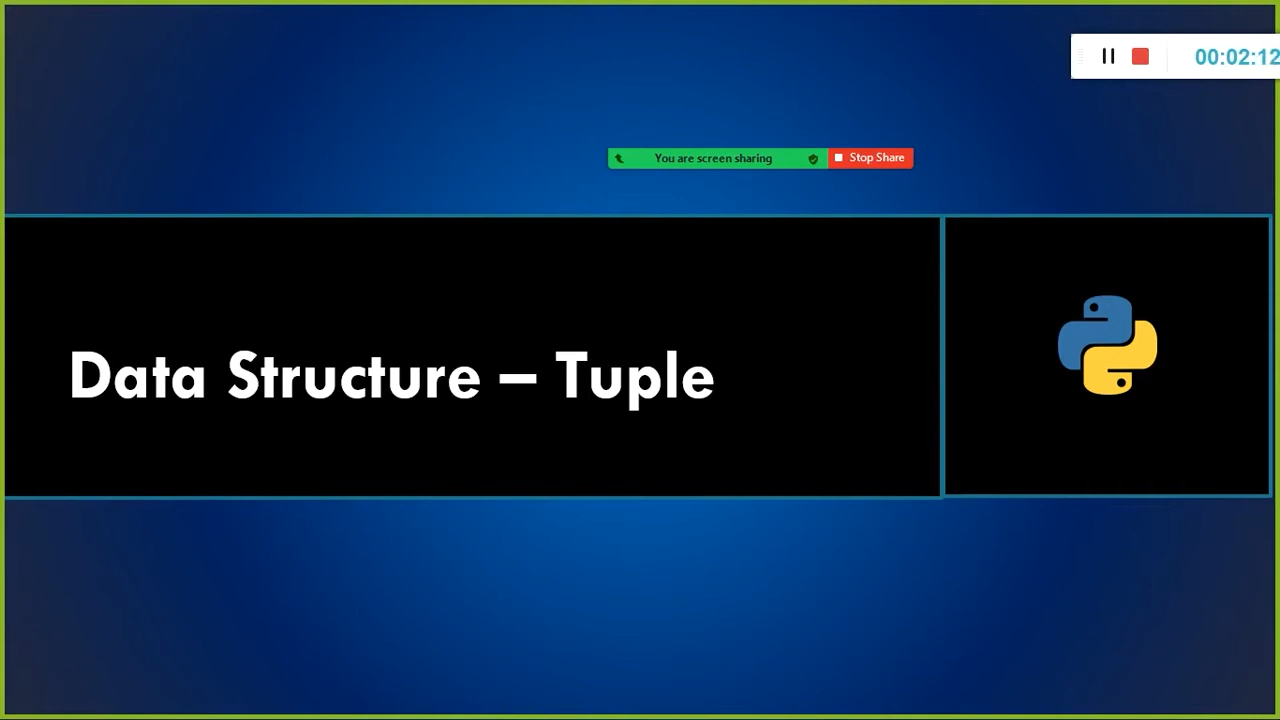 00:02:12
You are screen sharing
Stop Share
Data Structure – Tuple